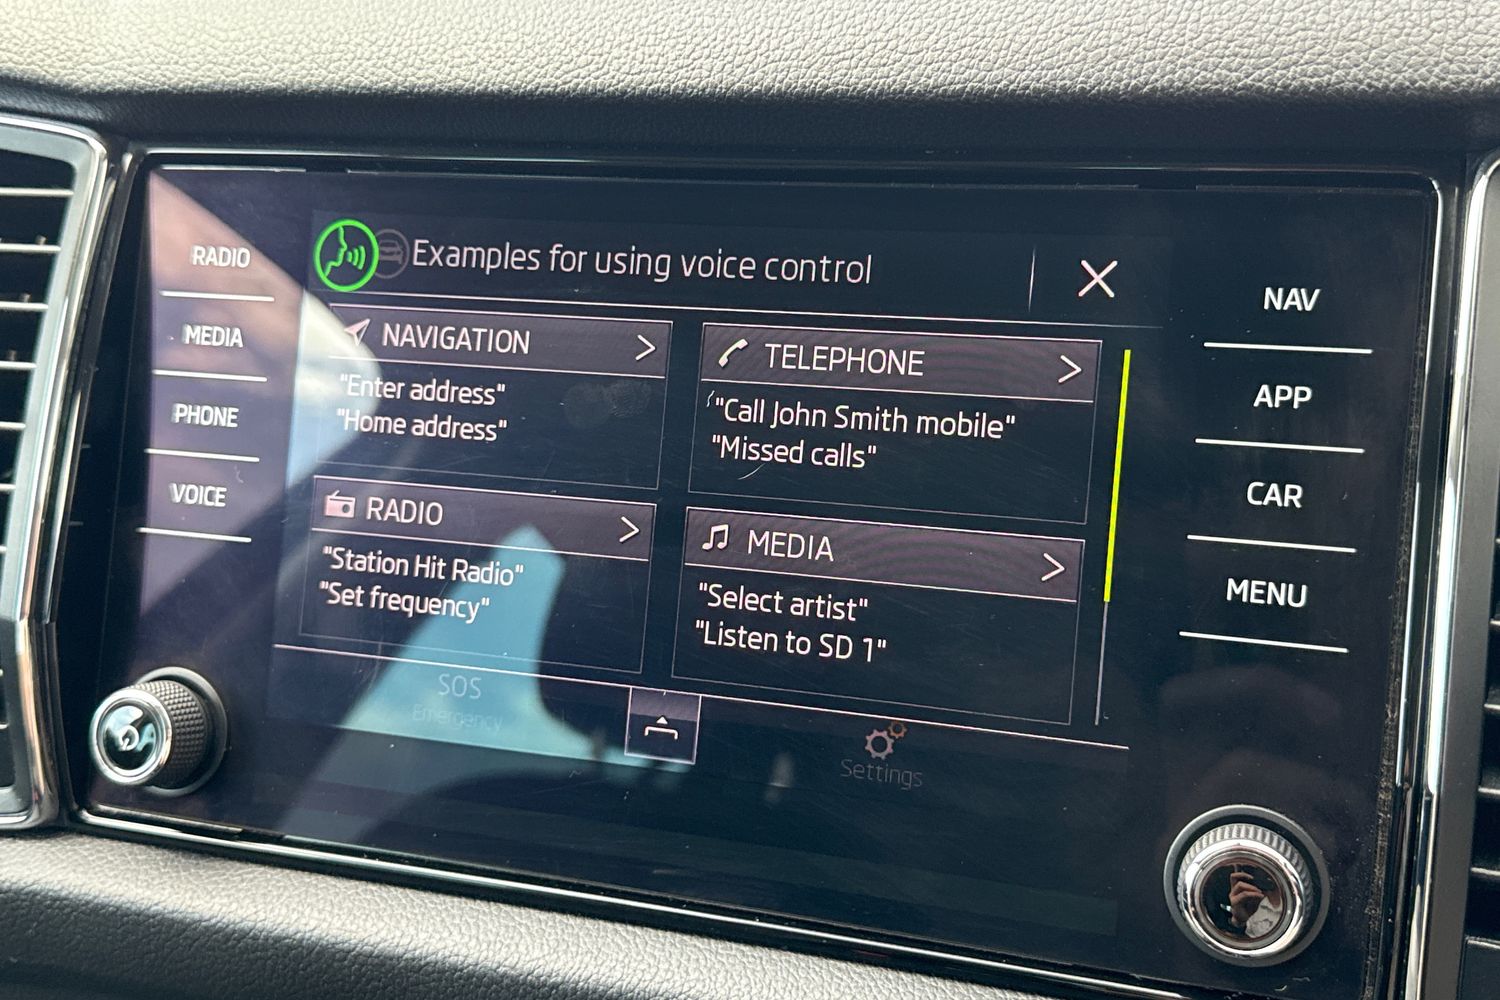 Examples for using voice control
RADIO
MEDIA
PHONE
VOICE
NAVIGATION
"Enter address"
"Home address"
TELEPHONE
"Call John Smith mobile"
"Missed calls"
RADIO
"Station Hit Radio"
"Set frequency"
MEDIA
"Select artist"
"Listen to SD 1"
SOS
Emergency
Settings
NAV
APP
CAR
MENU